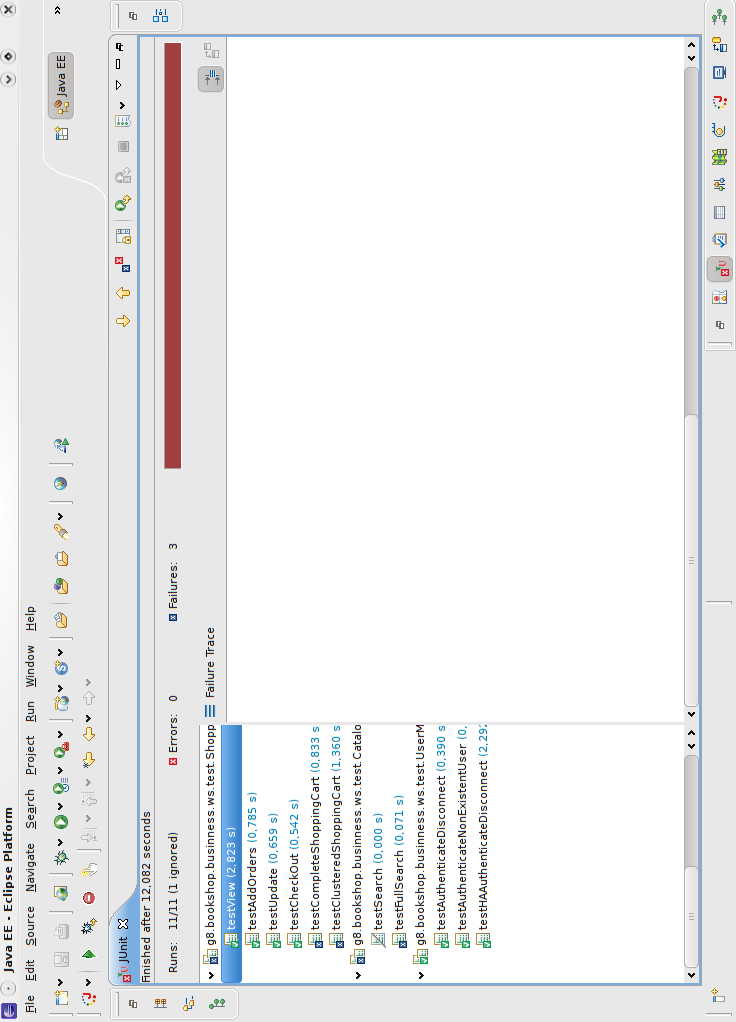 Java EE - Eclipse Platform
File Edit Source Navigate Search Project Run Window Help
Java EE
JUnit
Finished after 12,082 seconds
Runs: 11/11 (1 ignored) Errors: 0 Failures: 3
g8.bookshop.businness.ws.test.Shopp
testView (2,823 s)
testAddOrders (0,785 s)
testUpdate (0,659 s)
testCheckOut (0,542 s)
testCompleteShoppingCart (0,833 s
testClusteredShoppingCart (1,360 s
g8.bookshop.businness.ws.test.Catalo
testSearch (0,000 s)
testFullSearch (0,071 s)
g8.bookshop.businness.ws.test.UserM
testAuthenticateDisconnect (0,390 s
testAuthenticateNonExistentUser (0,
testHAAuthenticateDisconnect (2,292
Failure Trace